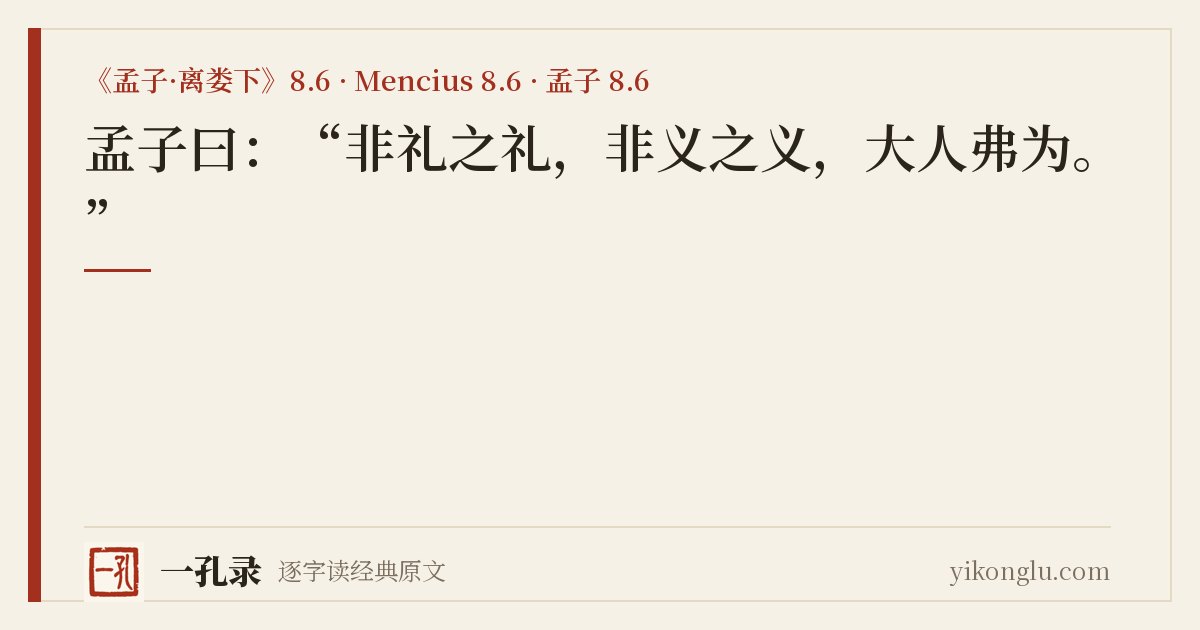 《孟子·离娄下》8.6 · Mencius 8.6 · 孟子 8.6
孟子曰：“非礼之礼，非义之义，大人弗为。
”
一孔
一孔录 逐字读经典原文 yikonglu.com